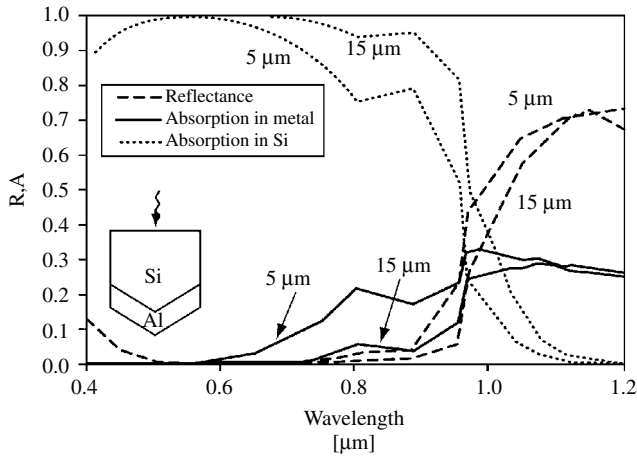 1.0
0.9
0.8
0.7
0.6
0.5
0.4
0.3
0.2
0.1
0.0
R,A
5 μm
15 μm
5 μm
Reflectance
Absorption in metal
Absorption in Si
15 μm
Si
Al
5 μm
15 μm
0.4 0.6 0.8 1.0 1.2
Wavelength
[μm]